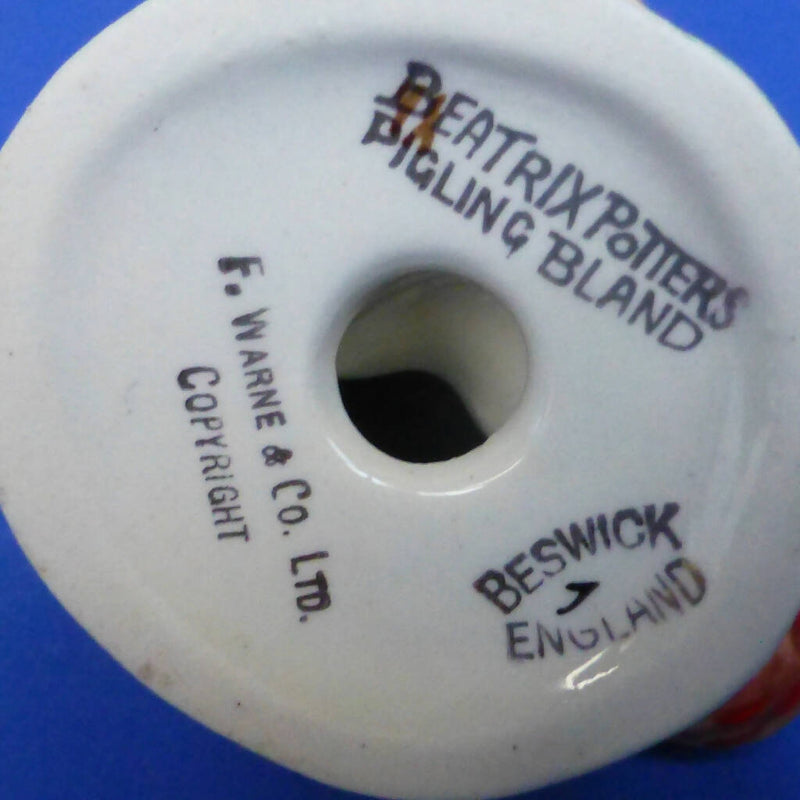 BEATRIX POTTERS
PIGLING BLAND
F. WARNE & CO. LTD.
COPYRIGHT
BESWICK
ENGLAND